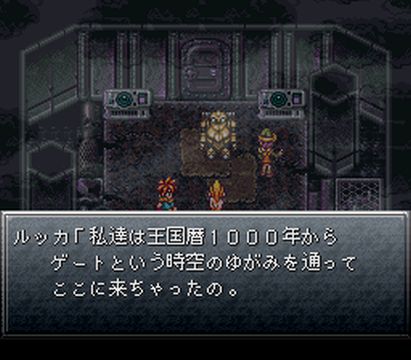 ルッカ「私達は王国暦１０００年から
ゲートという時空のゆがみを通って
ここに来ちゃったの。